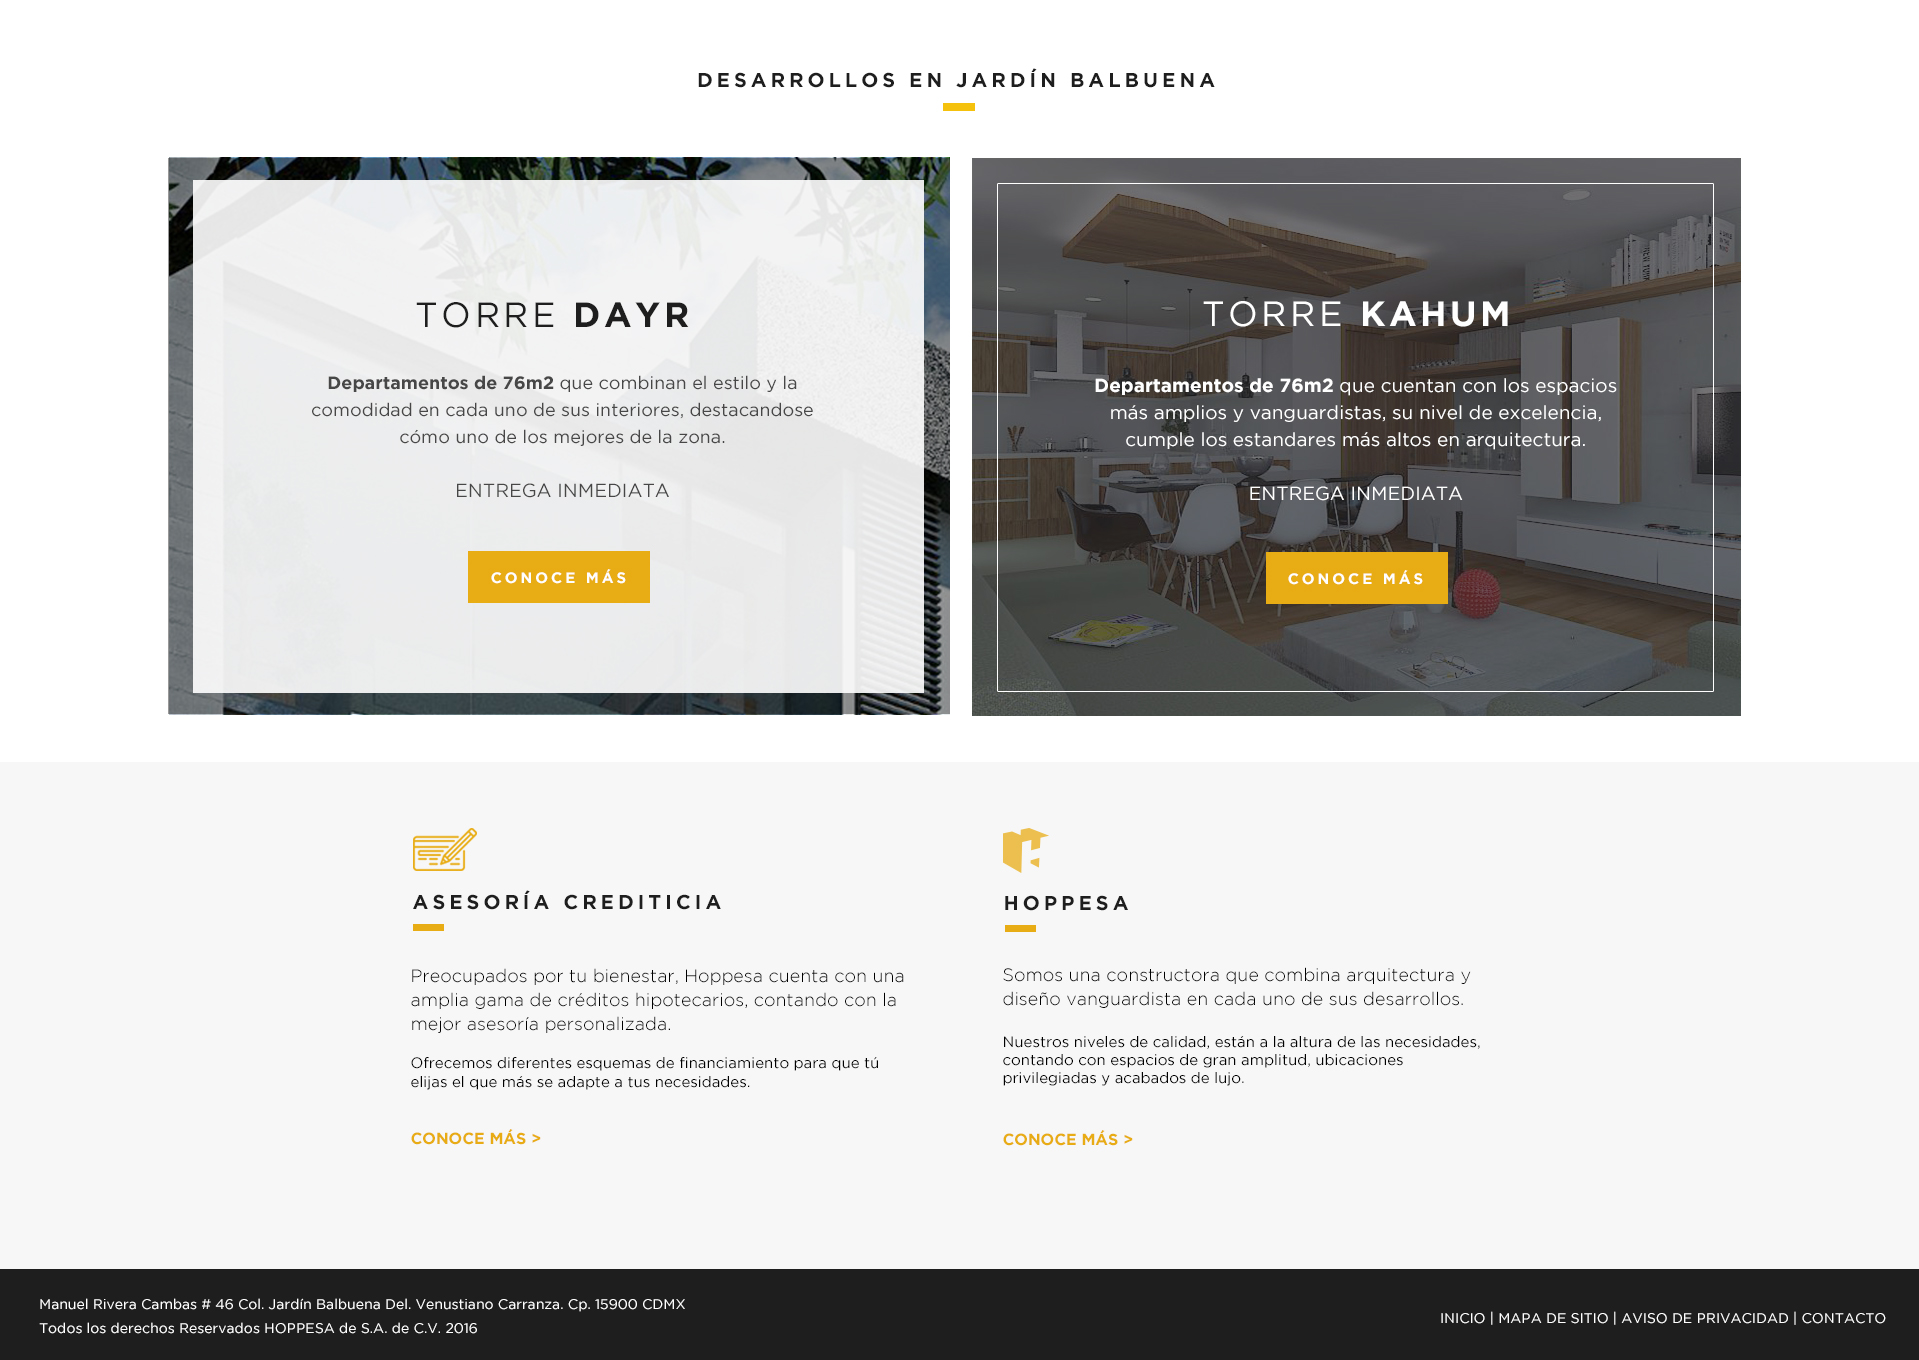 DESARROLLOS EN JARDÍN BALBUENA
TORRE DAYR
Departamentos de 76m2 que combinan el estilo y la
comodidad en cada uno de sus interiores, destacandose
cómo uno de los mejores de la zona.
ENTREGA INMEDIATA
CONOCE MÁS
TORRE KAHUM
Departamentos de 76m2 que cuentan con los espacios
más amplios y vanguardistas, su nivel de excelencia,
cumple los estandares más altos en arquitectura.
ENTREGA INMEDIATA
CONOCE MÁS
ASESORÍA CREDITICIA
Preocupados por tu bienestar, Hoppesa cuenta con una
amplia gama de créditos hipotecarios, contando con la
mejor asesoría personalizada.
Ofrecemos diferentes esquemas de financiamiento para que tú
elijas el que más se adapte a tus necesidades.
CONOCE MÁS >
HOPPESA
Somos una constructora que combina arquitectura y
diseño vanguardista en cada uno de sus desarrollos.
Nuestros niveles de calidad, están a la altura de las necesidades,
contando con espacios de gran amplitud, ubicaciones
privilegiadas y acabados de lujo.
CONOCE MÁS >
Manuel Rivera Cambas # 46 Col. Jardín Balbuena Del. Venustiano Carranza. Cp. 15900 CDMX
Todos los derechos Reservados HOPPESA de S.A. de C.V. 2016
INICIO | MAPA DE SITIO | AVISO DE PRIVACIDAD | CONTACTO